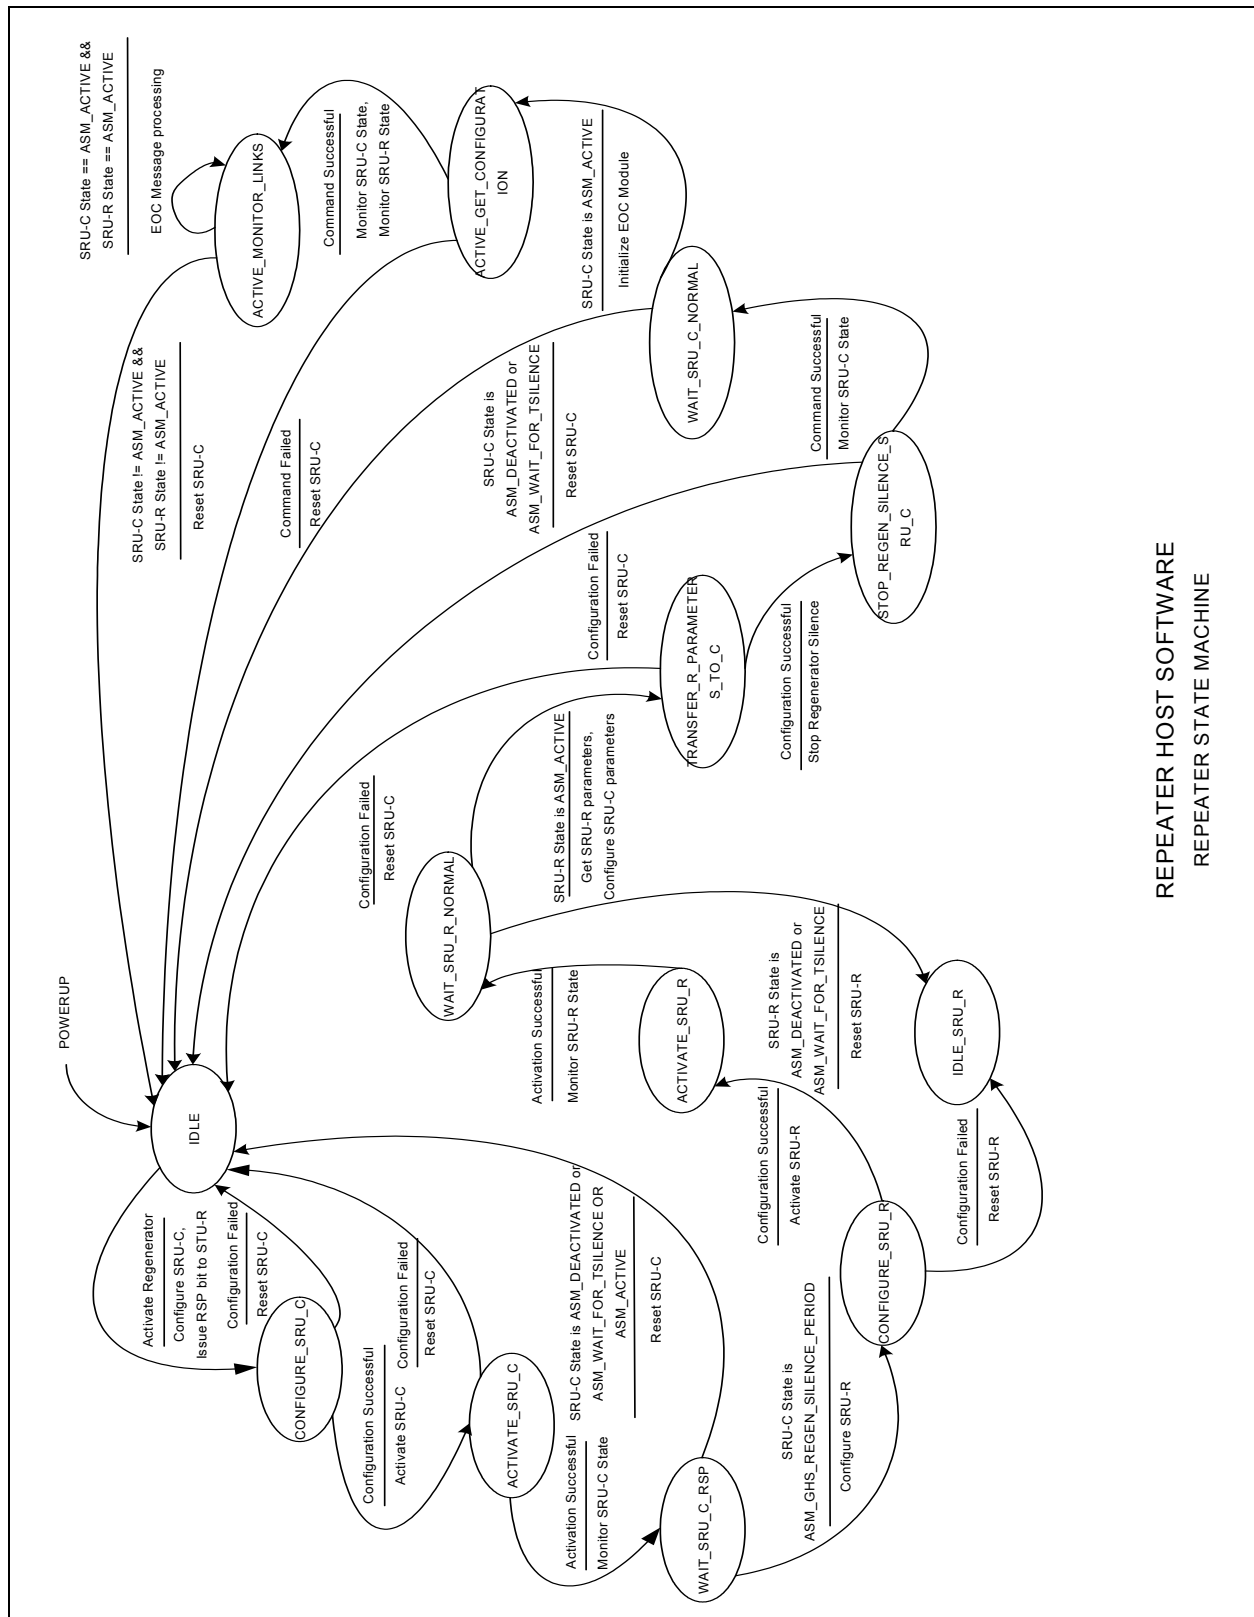 POWERUP
IDLE
Activate Regenerator
Configure SRU-C,
Issue RSP bit to STU-R
Configuration Failed
Reset SRU-C
CONFIGURE_SRU_C
Configuration Successful
Activate SRU-C
Configuration Failed
Reset SRU-C
ACTIVATE_SRU_C
Activation Successful
Monitor SRU-C State
SRU-C State is ASM_DEACTIVATED or
ASM_WAIT_FOR_TSILENCE OR
ASM_ACTIVE
Reset SRU-C
WAIT_SRU_C_RSP
SRU-C State is
ASM_GHS_REGEN_SILENCE_PERIOD
Configure SRU-R
CONFIGURE_SRU_R
Configuration Successful
Activate SRU-R
Configuration Failed
Reset SRU-R
ACTIVATE_SRU_R
IDLE_SRU_R
Activation Successful
Monitor SRU-R State
SRU-R State is
ASM_DEACTIVATED or
ASM_WAIT_FOR_TSILENCE
Reset SRU-R
WAIT_SRU_R_NORMAL
Configuration Failed
Reset SRU-C
SRU-R State is ASM_ACTIVE
Get SRU-R parameters,
Configure SRU-C parameters
TRANSFER_R_PARAMETER
S_TO_C
Configuration Failed
Reset SRU-C
Configuration Successful
Stop Regenerator Silence
STOP_REGEN_SILENCE_S
RU_C
SRU-C State is
ASM_DEACTIVATED or
ASM_WAIT_FOR_TSILENCE
Reset SRU-C
Command Successful
Monitor SRU-C State
WAIT_SRU_C_NORMAL
Command Failed
Reset SRU-C
SRU-C State is ASM_ACTIVE
Initialize EOC Module
ACTIVE_GET_CONFIGURAT
ION
SRU-C State != ASM_ACTIVE &&
SRU-R State != ASM_ACTIVE
Reset SRU-C
Command Successful
Monitor SRU-C State,
Monitor SRU-R State
ACTIVE_MONITOR_LINKS
SRU-C State == ASM_ACTIVE &&
SRU-R State == ASM_ACTIVE
EOC Message processing
REPEATER HOST SOFTWARE
REPEATER STATE MACHINE